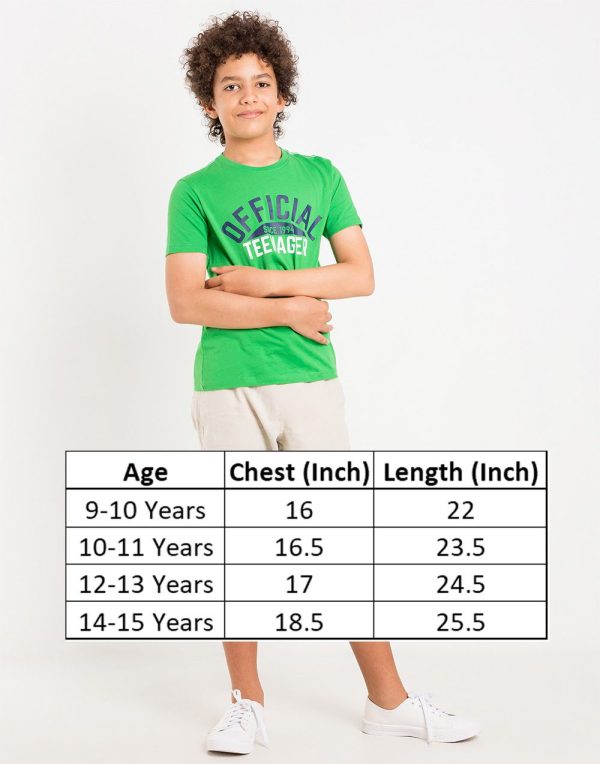 OFFICIAL
SINCE 1994
TEENAGER
Age Chest (Inch) Length (Inch)
9-10 Years 16 22
10-11 Years 16.5 23.5
12-13 Years 17 24.5
14-15 Years 18.5 25.5